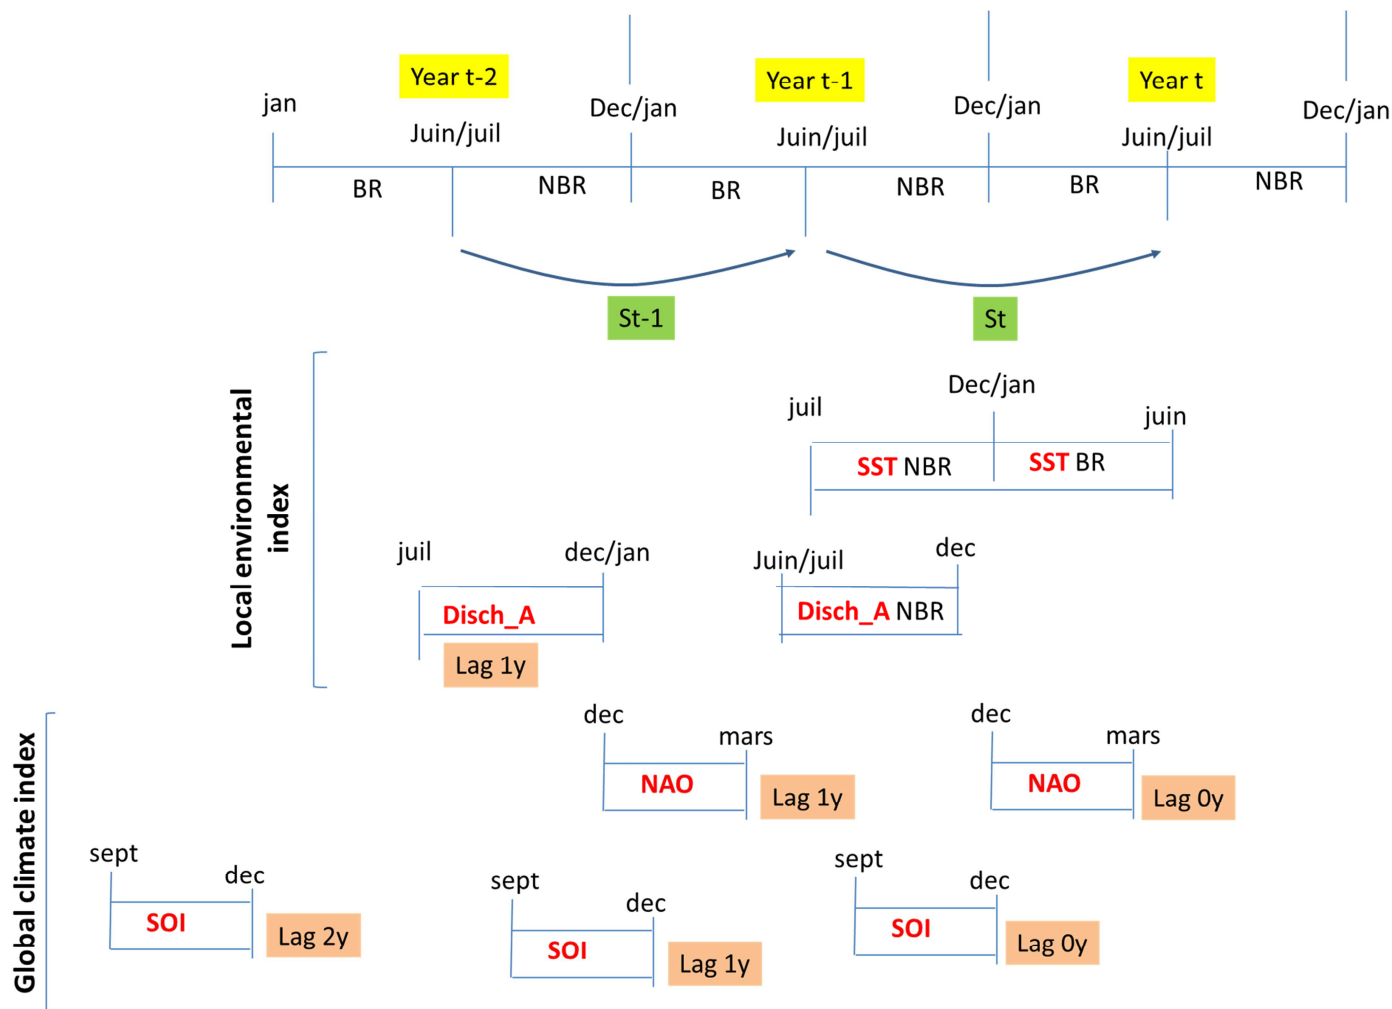 Year t-2
Year t-1
Year t
jan
Dec/jan
Dec/jan
Dec/jan
Juin/juil
Juin/juil
Juin/juil
BR
NBR
BR
NBR
BR
NBR
St-1
St
Local environmental
index
Dec/jan
juil
juin
SST NBR
SST BR
juil
dec/jan
Juin/juil
dec
Disch_A
Disch_A NBR
Lag 1y
Global climate index
dec
mars
dec
mars
NAO
Lag 1y
NAO
Lag 0y
sept
dec
sept
dec
sept
dec
SOI
Lag 2y
SOI
Lag 1y
SOI
Lag 0y